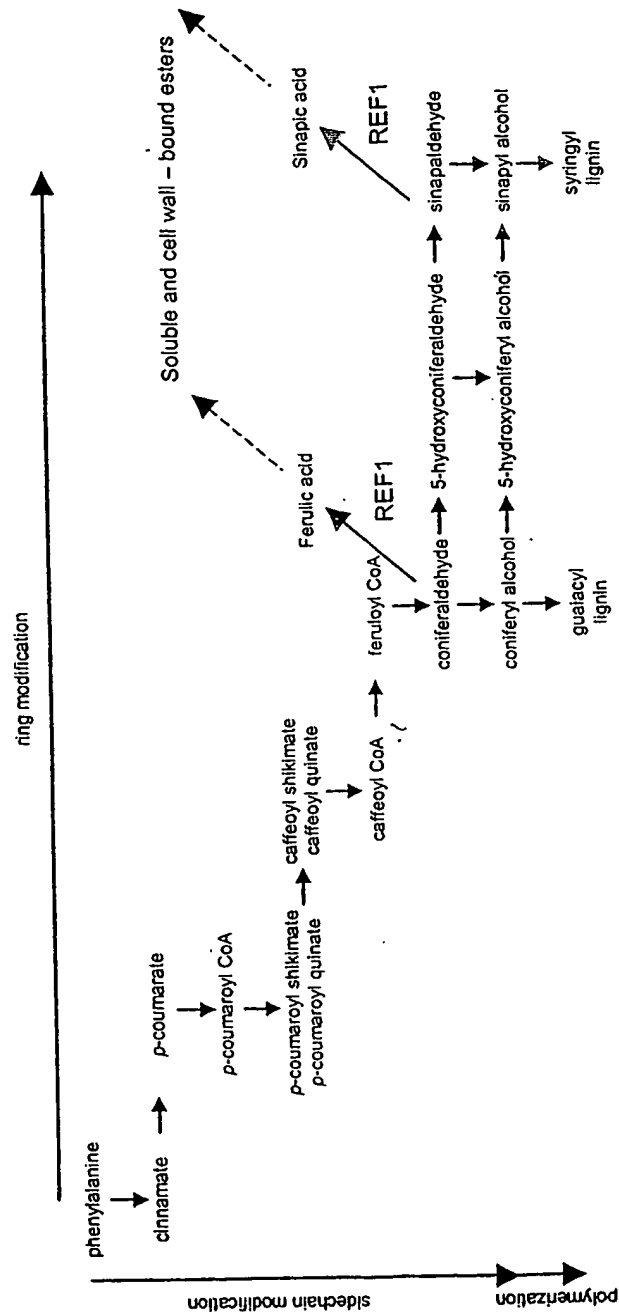 ring modification
phenylalanine
cinnamate
p-coumarate
p-coumaroyl CoA
p-coumaroyl shikimate
p-coumaroyl quinate
caffeoyl shikimate
caffeoyl quinate
caffeoyl CoA
feruloyl CoA
coniferaldehyde
5-hydroxyconiferaldehyde
sinapaldehyde
coniferyl alcohol
5-hydroxyconiferyl alcohol
sinapyl alcohol
guaiacyl
lignin
syringyl
lignin
Ferulic acid
REF1
Sinapic acid
REF1
Soluble and cell wall – bound esters
sidechain modification
polymerization